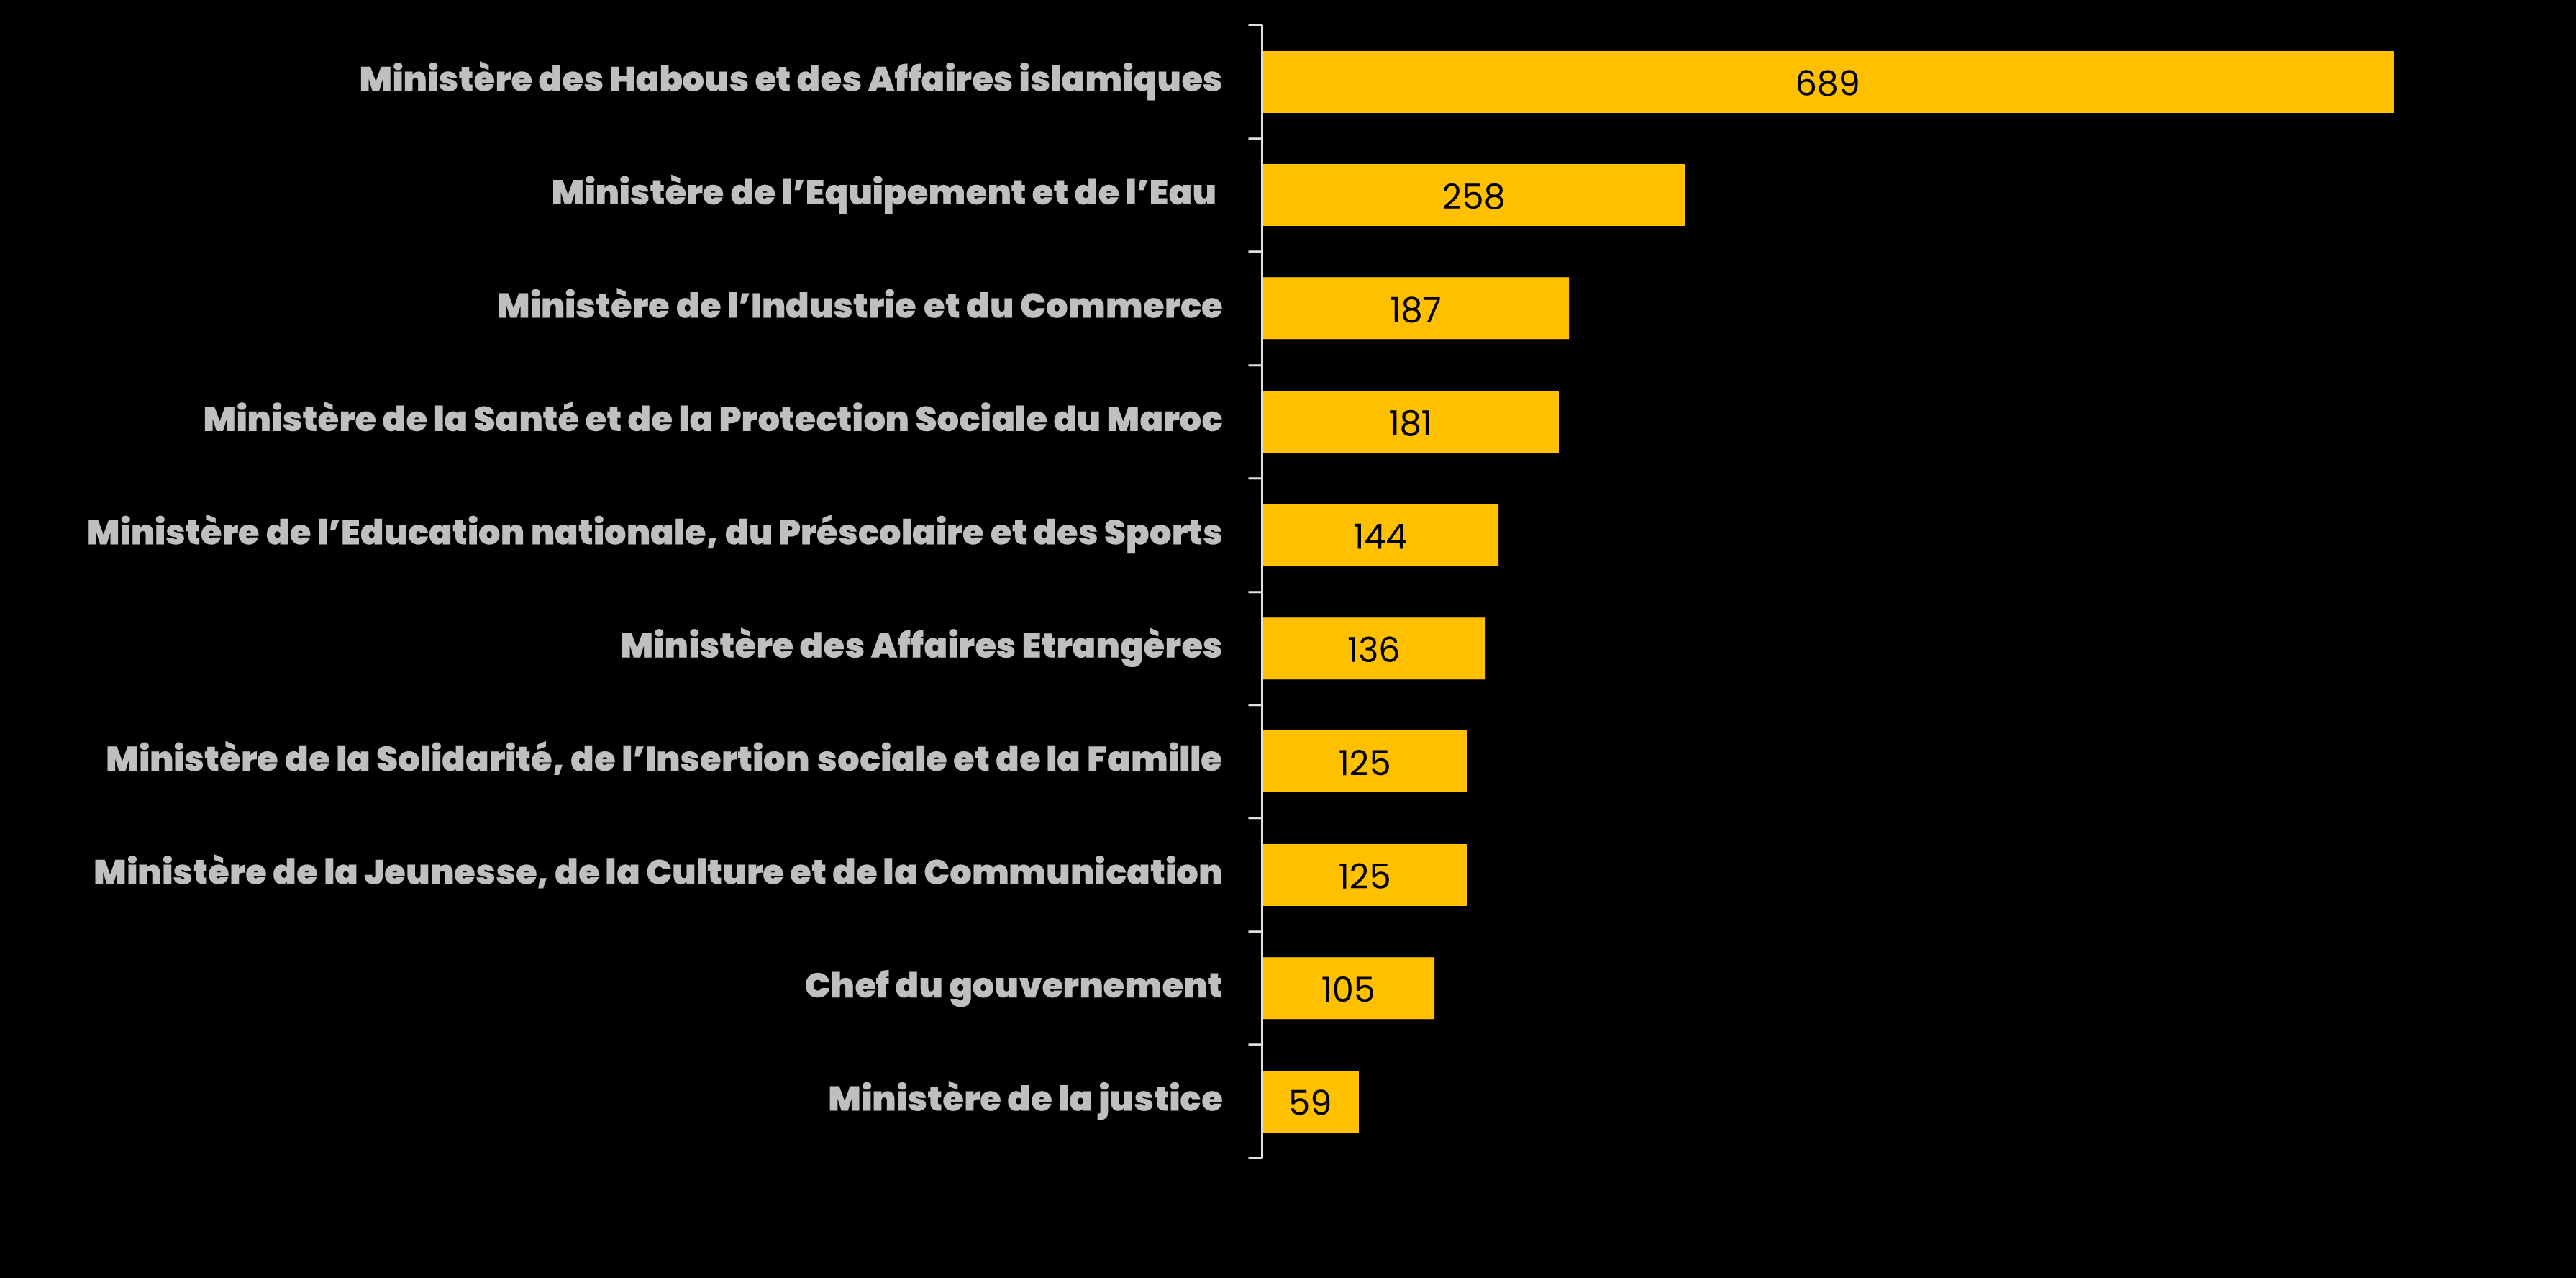 Ministère des Habous et des Affaires islamiques 689
Ministère de l’Equipement et de l’Eau 258
Ministère de l’Industrie et du Commerce 187
Ministère de la Santé et de la Protection Sociale du Maroc 181
Ministère de l’Education nationale, du Préscolaire et des Sports 144
Ministère des Affaires Etrangères 136
Ministère de la Solidarité, de l’Insertion sociale et de la Famille 125
Ministère de la Jeunesse, de la Culture et de la Communication 125
Chef du gouvernement 105
Ministère de la justice 59